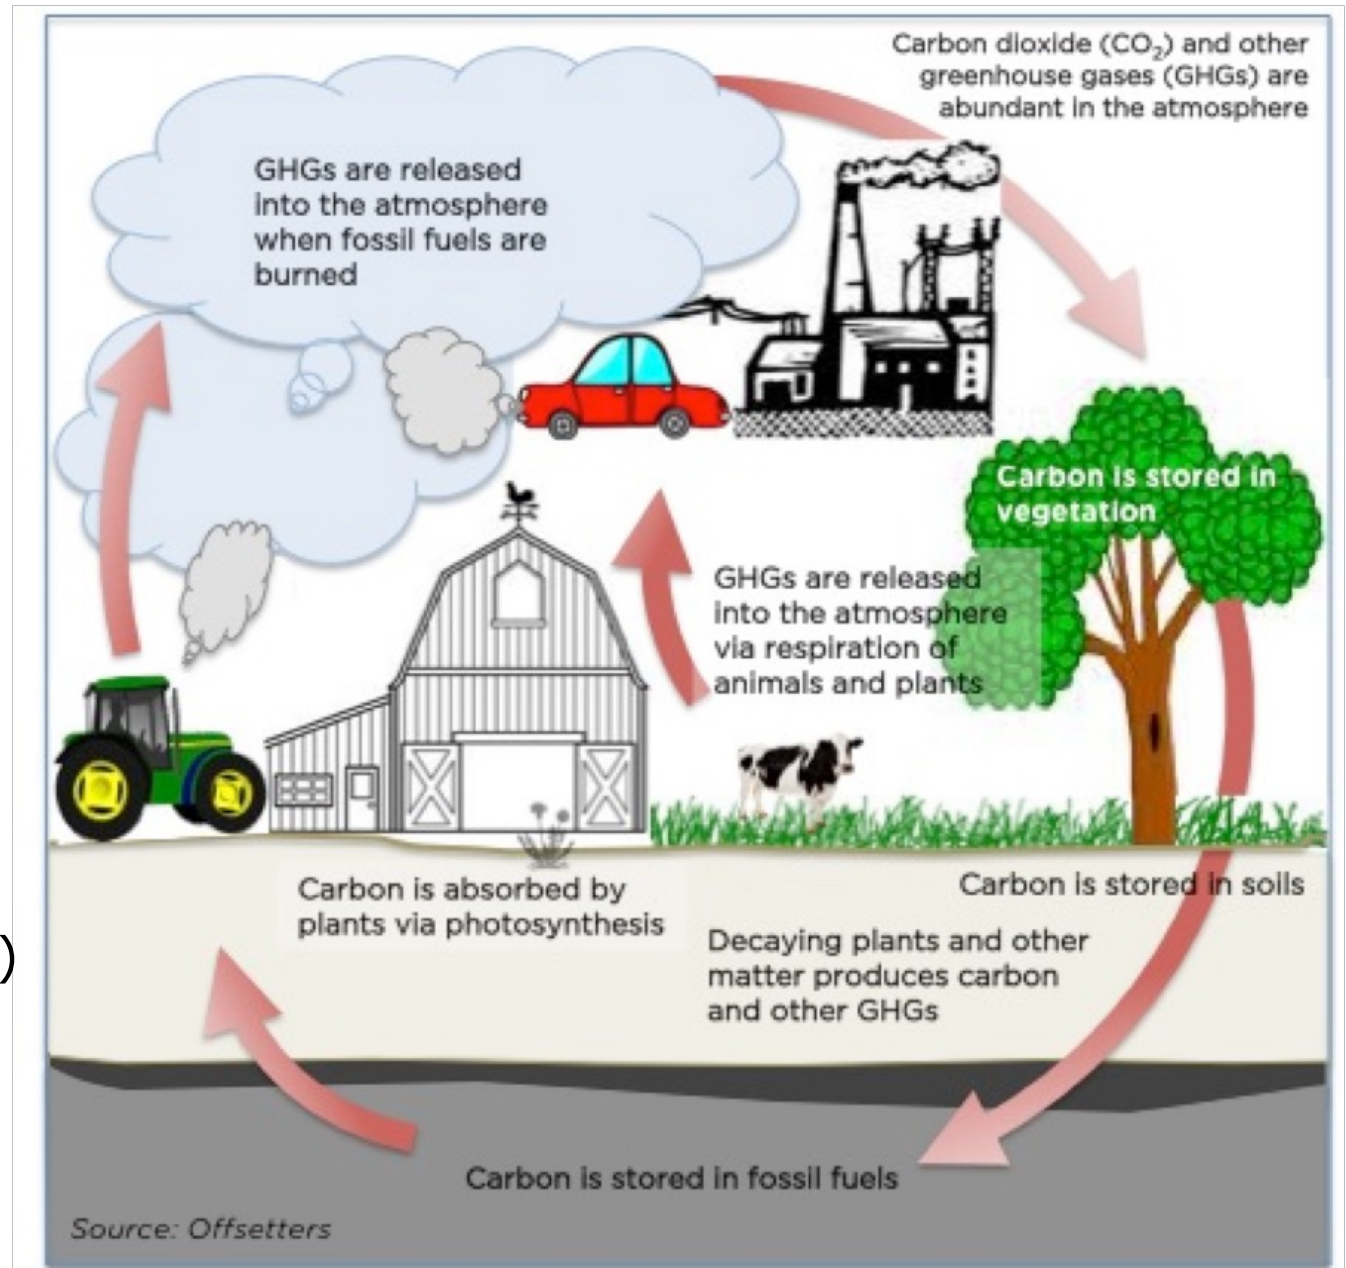 Carbon dioxide (CO₂) and other
greenhouse gases (GHGs) are
abundant in the atmosphere
GHGs are released
into the atmosphere
when fossil fuels are
burned
Carbon is stored in
vegetation
GHGs are released
into the atmosphere
via respiration of
animals and plants
Carbon is absorbed by
plants via photosynthesis
Carbon is stored in soils
Decaying plants and other
matter produces carbon
and other GHGs
)
Carbon is stored in fossil fuels
Source: Offsetters